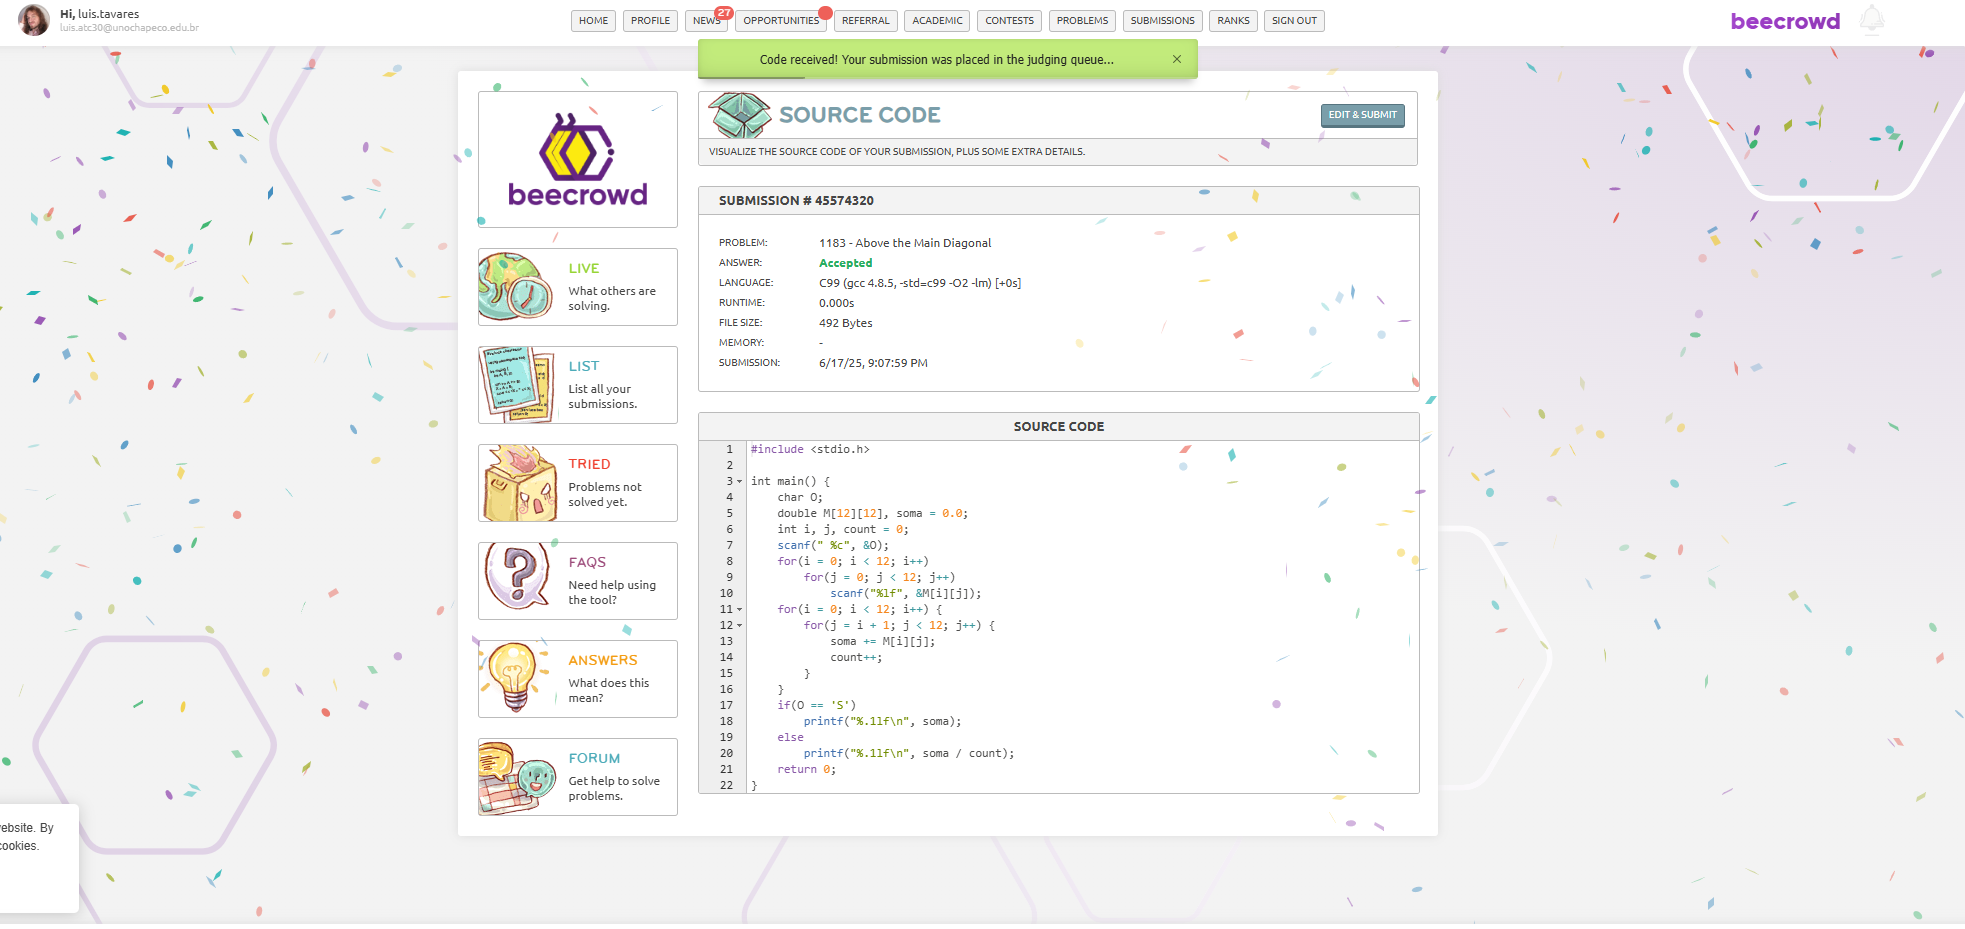 Hi, luis.tavares
luis.atc30@unochapeco.edu.br
HOME
PROFILE
NEWS
27
OPPORTUNITIES
REFERRAL
ACADEMIC
CONTESTS
PROBLEMS
SUBMISSIONS
RANKS
SIGN OUT
beecrowd
Code received! Your submission was placed in the judging queue...
×
beecrowd
SOURCE CODE
EDIT & SUBMIT
VISUALIZE THE SOURCE CODE OF YOUR SUBMISSION, PLUS SOME EXTRA DETAILS.
LIVE
What others are
solving.
LIST
List all your
submissions.
TRIED
Problems not
solved yet.
FAQS
Need help using
the tool?
ANSWERS
What does this
mean?
FORUM
Get help to solve
problems.
SUBMISSION # 45574320
PROBLEM: 1183 - Above the Main Diagonal
ANSWER: Accepted
LANGUAGE: C99 (gcc 4.8.5, -std=c99 -O2 -lm) [+0s]
RUNTIME: 0.000s
FILE SIZE: 492 Bytes
MEMORY: -
SUBMISSION: 6/17/25, 9:07:59 PM
SOURCE CODE
1 #include <stdio.h>
2
3 int main() {
4     char O;
5     double M[12][12], soma = 0.0;
6     int i, j, count = 0;
7     scanf(" %c", &O);
8     for(i = 0; i < 12; i++)
9         for(j = 0; j < 12; j++)
10             scanf("%lf", &M[i][j]);
11     for(i = 0; i < 12; i++) {
12         for(j = i + 1; j < 12; j++) {
13             soma += M[i][j];
14             count++;
15         }
16     }
17     if(O == 'S')
18         printf("%.1lf\n", soma);
19     else
20         printf("%.1lf\n", soma / count);
21     return 0;
22 }
ebsite. By
cookies.